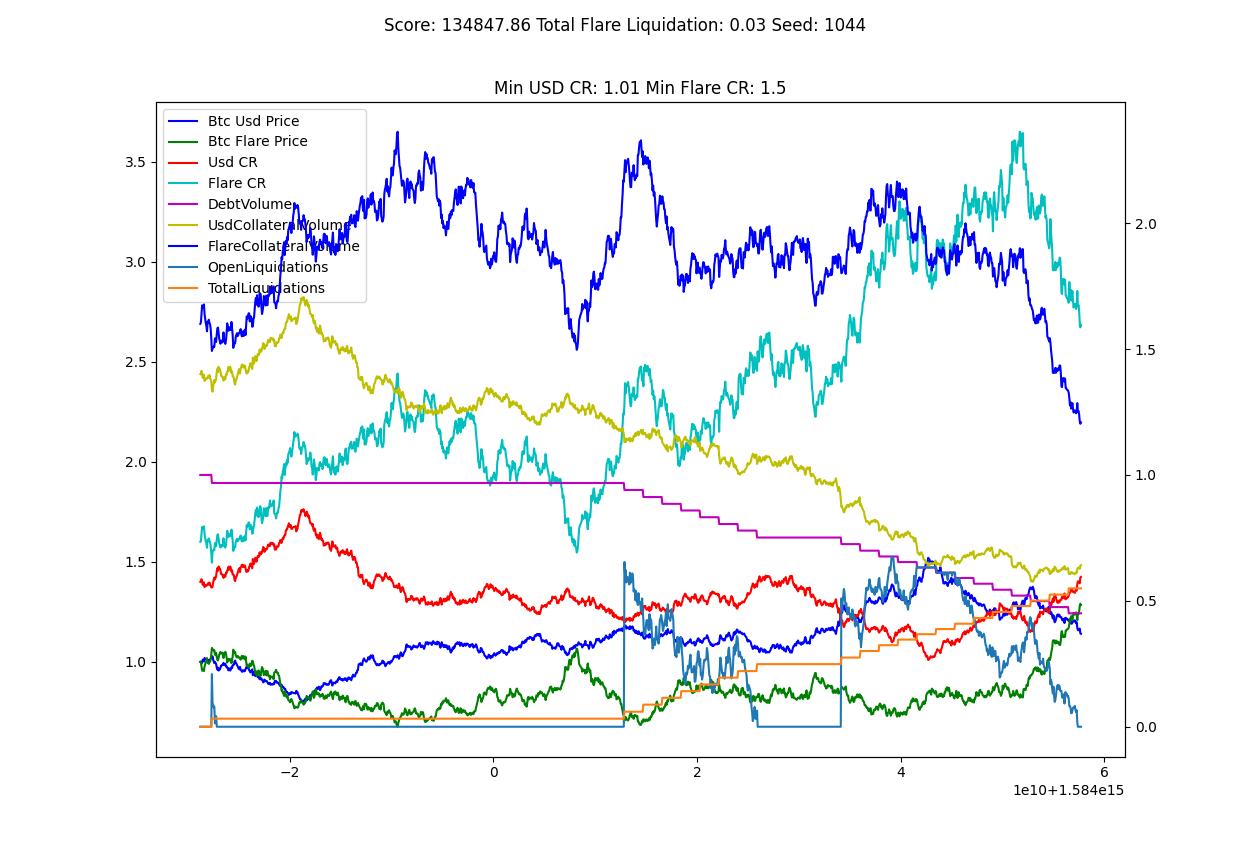 Score: 134847.86 Total Flare Liquidation: 0.03 Seed: 1044
Min USD CR: 1.01 Min Flare CR: 1.5
Btc Usd Price
Btc Flare Price
Usd CR
Flare CR
DebtVolume
UsdCollateralVolume
FlareCollateralVolume
OpenLiquidations
TotalLiquidations
3.5
3.0
2.5
2.0
1.5
1.0
2.0
1.5
1.0
0.5
0.0
−2
0
2
4
6
1e10+1.584e15